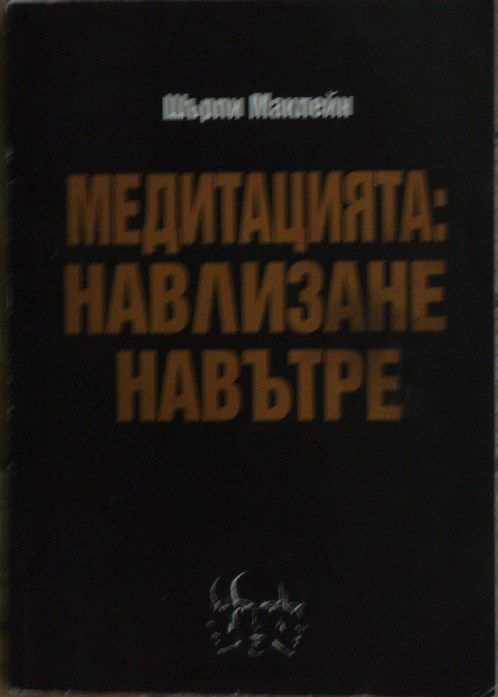 Шърли Маклейн
МЕДИТАЦИЯТА:
НАВЛИЗАНЕ
НАВЪТРЕ